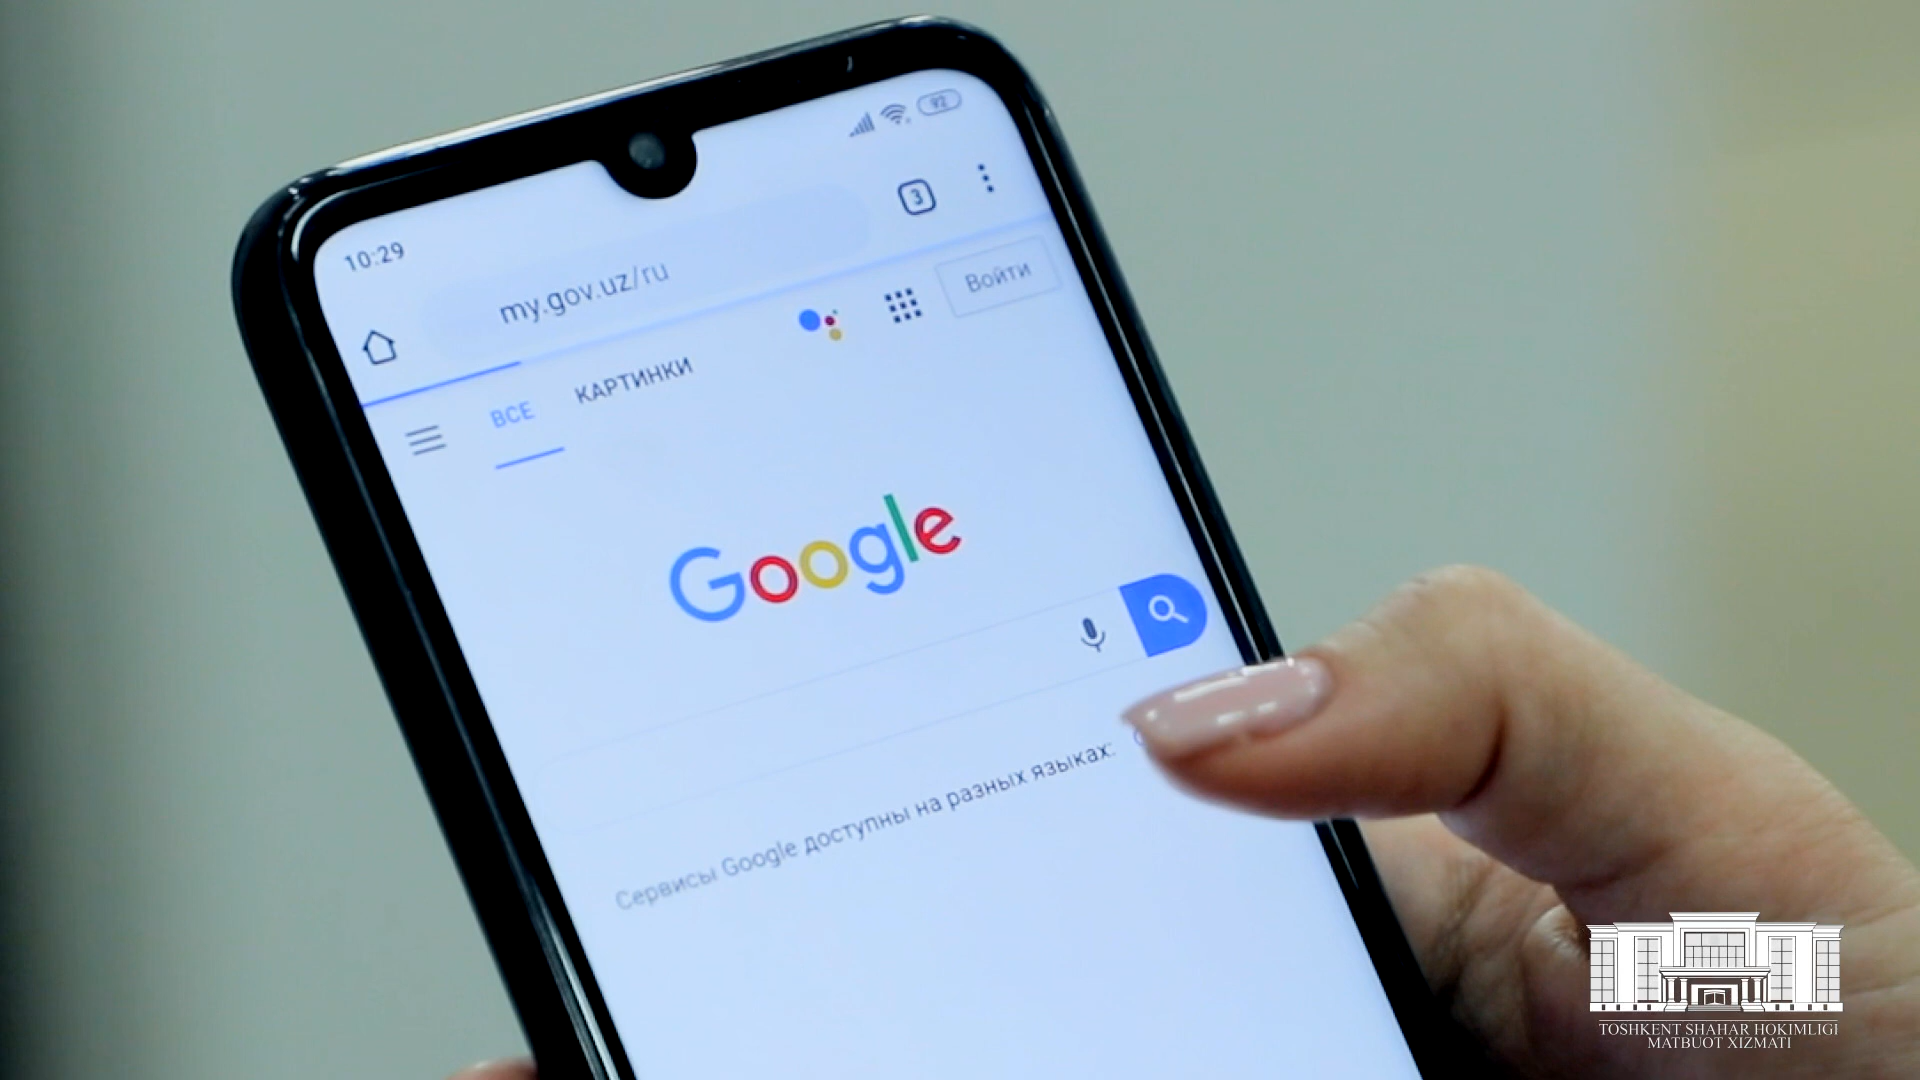 92
10:29
my.gov.uz/ru
3
Войти
ВСЕ
КАРТИНКИ
Google
Сервисы Google доступны на разных языках:
TOSHKENT SHAHAR HOKIMLIGI
MATBUOT XIZMATI